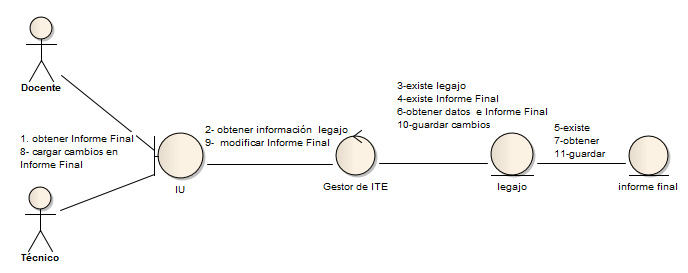 Docente
1. obtener Informe Final
8- cargar cambios en
Informe Final
Técnico
IU
2- obtener información legajo
9- modificar Informe Final
Gestor de ITE
3-existe legajo
4-existe Informe Final
6-obtener datos e Informe Final
10-guardar cambios
legajo
5-existe
7-obtener
11-guardar
informe final